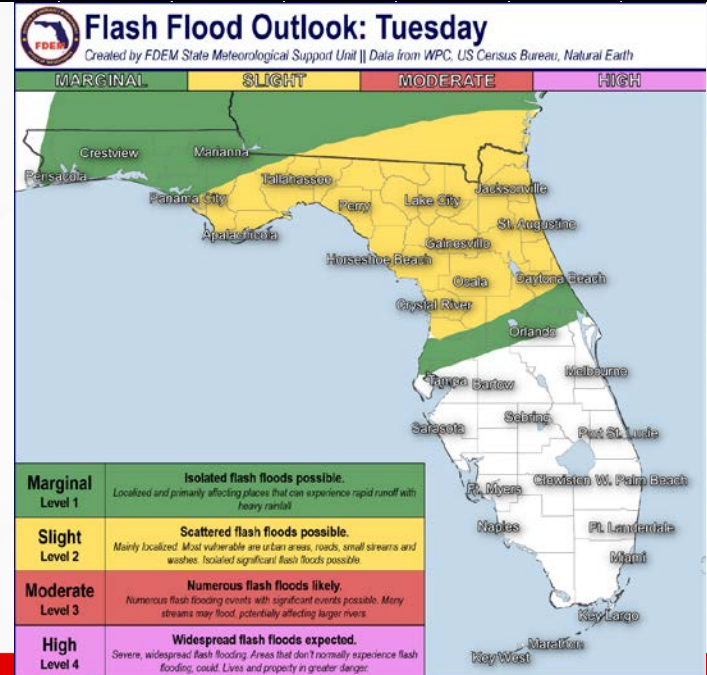 FDEM
Flash Flood Outlook: Tuesday
Created by FDEM State Meteorological Support Unit || Data from WPC, US Census Bureau, Natural Earth
MARGINAL SLIGHT MODERATE HIGH
Crestview
Marianna
Pensacola
Tallahassee
Panama City
Perry
Lake City
Jacksonville
Apalachicola
St. Augustine
Gainesville
Horseshoe Beach
Ocala
Daytona Beach
Crystal River
Orlando
Tampa
Bartow
Melbourne
Sebring
Sarasota
Port St. Lucie
Clewiston
W. Palm Beach
Ft. Myers
Naples
Ft. Lauderdale
Miami
Key Largo
Marathon
Key West
Marginal
Level 1
Isolated flash floods possible.
Localized and primarily affecting places that can experience rapid runoff with
heavy rainfall
Slight
Level 2
Scattered flash floods possible.
Mainly localized. Most vulnerable are urban areas, roads, small streams and
washes. Isolated significant flash floods possible
Moderate
Level 3
Numerous flash floods likely.
Numerous flash flooding events with significant events possible. Many
streams may flood, potentially affecting larger rivers.
High
Level 4
Widespread flash floods expected.
Severe, widespread flash flooding. Areas that don't normally experience flash
flooding, could. Lives and property in greater danger.